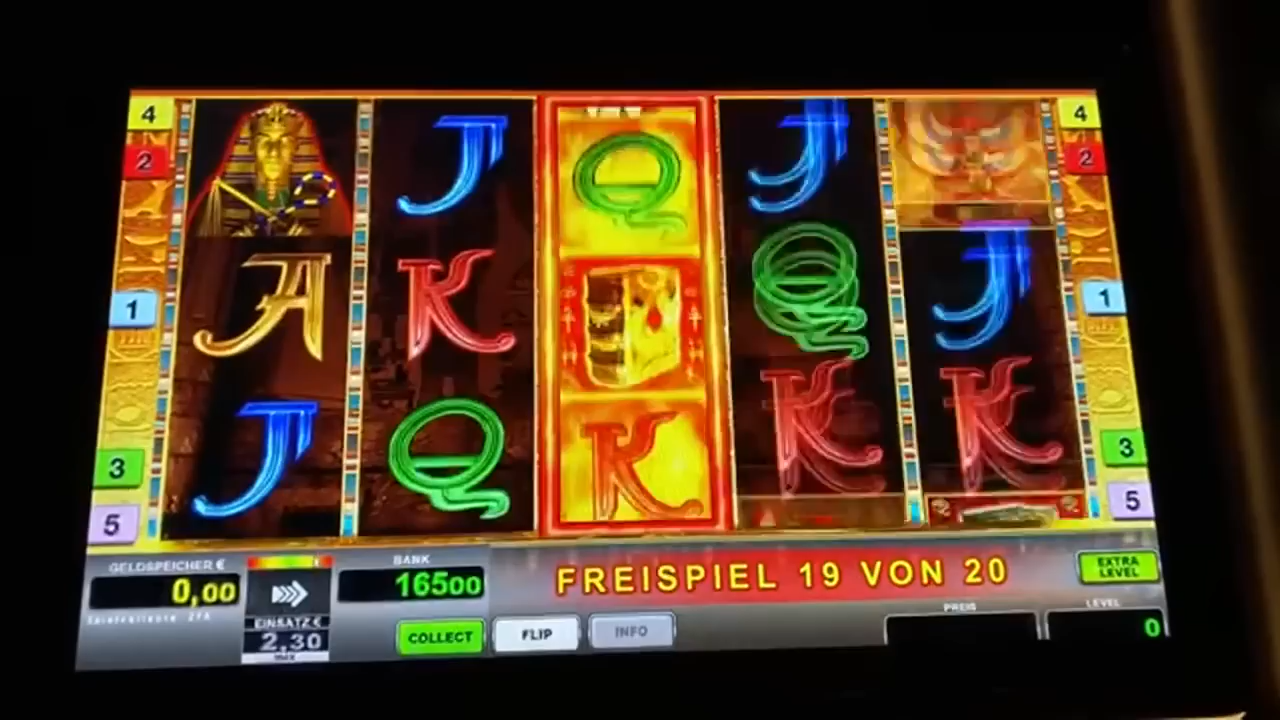 4 4
2 2
J Q J
A K Q J
1 1
J Q K K K
3 3
5 5
GELDSPEICHER € BANK
0,00 16500 FREISPIEL 19 VON 20 EXTRA LEVEL
EINSATZ € PREIS LEVEL
2,30 COLLECT FLIP INFO 0
max